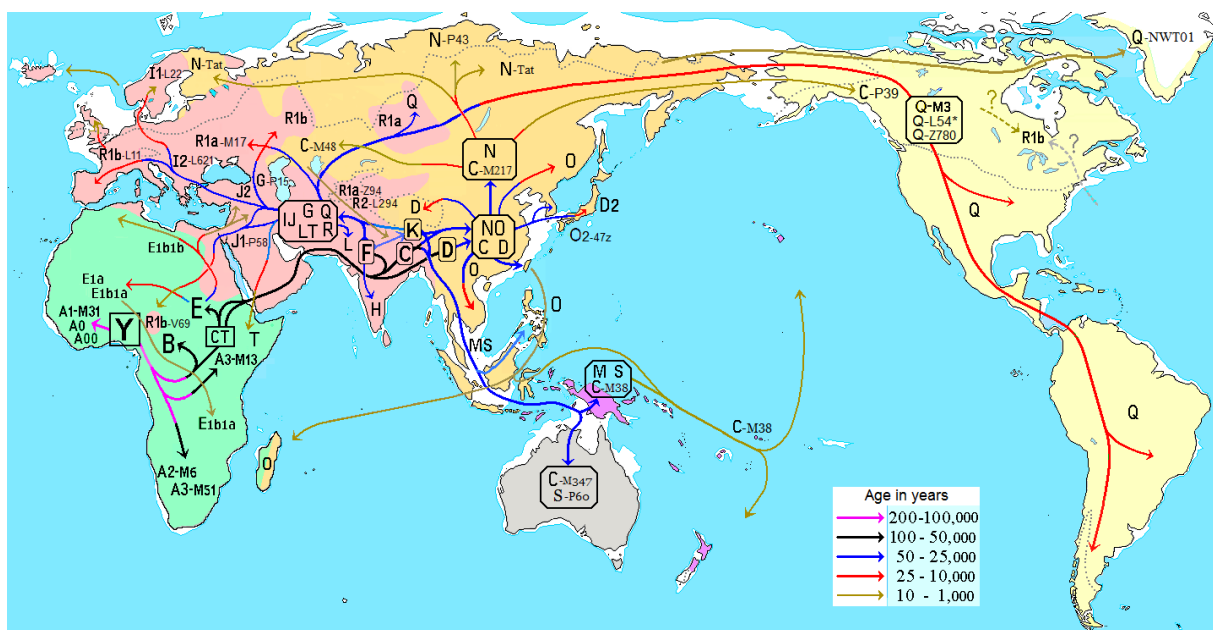 N-P43
Q-NWT01
I1-L22
N-Tat
N-Tat
C-P39
Q
R1b
R1a
Q-M3
Q-L54*
Q-Z780
?
R1b
?
R1a-M17
C-M48
N
C-M217
O
R1b-L11
I2-L621
G-P15
J2
R1a-Z94
R2-L294
D
D2
Q
IJ G Q
LT R
L
F
K
C
D
NO
C D
O2-47z
E1b1b
J1-P58
O
E1a
E1b1a
E
H
O
A1-M31
A0
A00
Y
R1b-V69
B
CT
T
A3-M13
MS
M S
C-M38
Q
E1b1a
C-M38
O
A2-M6
A3-M51
C-M347
S-P60
Age in years
200-100,000
100 - 50,000
50 - 25,000
25 - 10,000
10 - 1,000